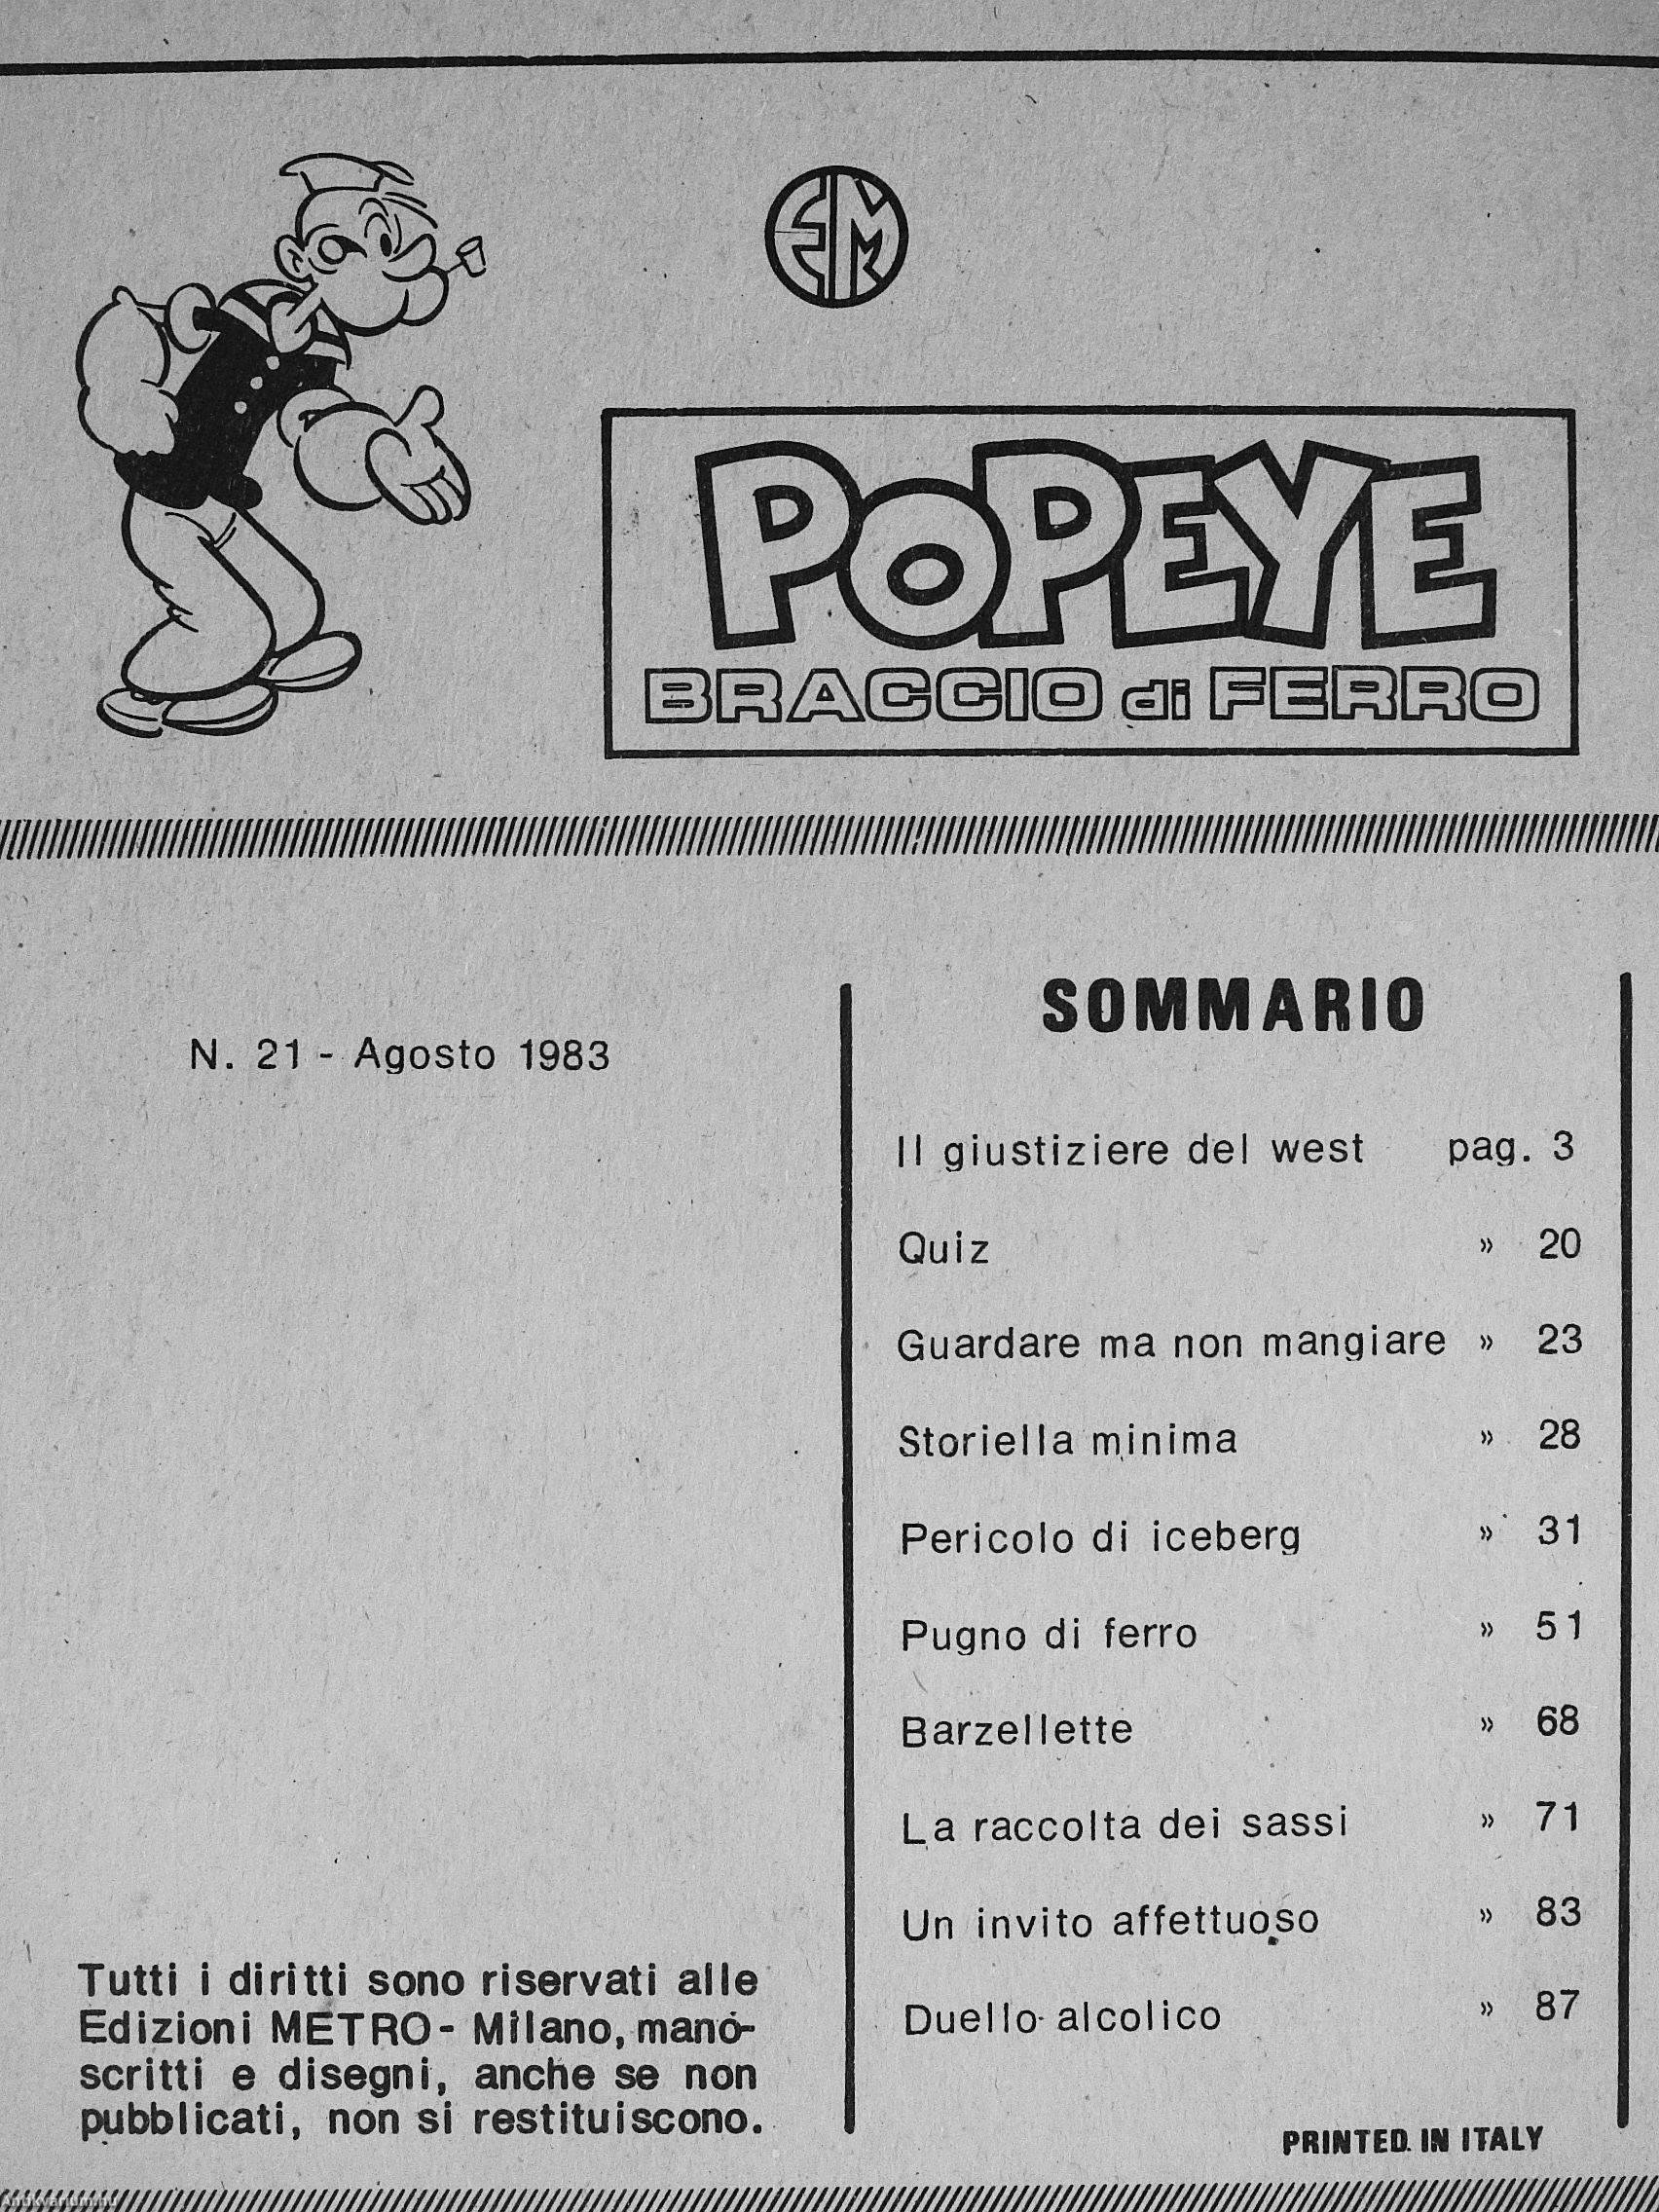 EM
POPEYE
BRACCIO di FERRO
N. 21 - Agosto 1983
SOMMARIO
Il giustiziere del west pag. 3
Quiz » 20
Guardare ma non mangiare » 23
Storiella minima » 28
Pericolo di iceberg » 31
Pugno di ferro » 51
Barzellette » 68
La raccolta dei sassi » 71
Un invito affettuoso » 83
Duello alcolico » 87
Tutti i diritti sono riservati alle
Edizioni METRO - Milano, mano-
scritti e disegni, anche se non
pubblicati, non si restituiscono.
PRINTED IN ITALY
Antikvarium.hu